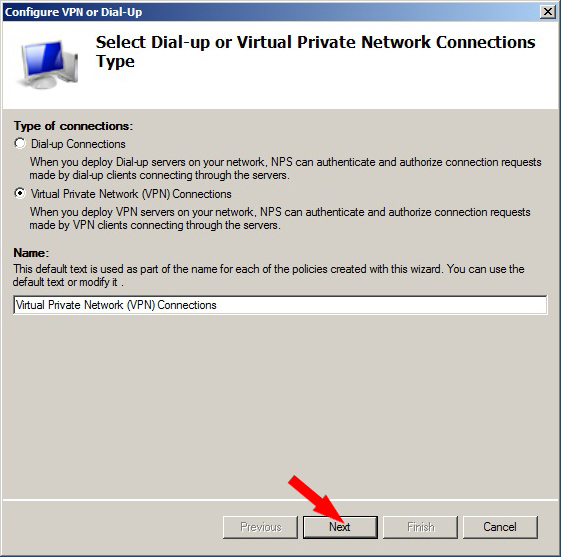 Configure VPN or Dial-Up
Select Dial-up or Virtual Private Network Connections
Type
Type of connections:
Dial-up Connections
When you deploy Dial-up servers on your network, NPS can authenticate and authorize connection requests
made by dial-up clients connecting through the servers.
Virtual Private Network (VPN) Connections
When you deploy VPN servers on your network, NPS can authenticate and authorize connection requests
made by VPN clients connecting through the servers.
Name:
This default text is used as part of the name for each of the policies created with this wizard. You can use the
default text or modify it .
Virtual Private Network (VPN) Connections
Previous Next Finish Cancel